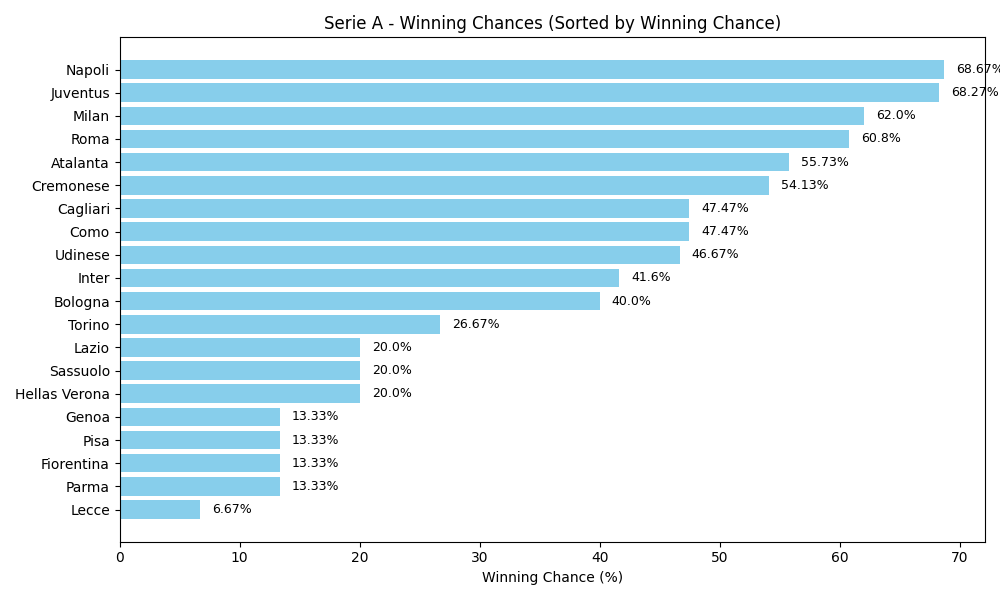 Serie A - Winning Chances (Sorted by Winning Chance)
Napoli 68.67%
Juventus 68.27%
Milan 62.0%
Roma 60.8%
Atalanta 55.73%
Cremonese 54.13%
Cagliari 47.47%
Como 47.47%
Udinese 46.67%
Inter 41.6%
Bologna 40.0%
Torino 26.67%
Lazio 20.0%
Sassuolo 20.0%
Hellas Verona 20.0%
Genoa 13.33%
Pisa 13.33%
Fiorentina 13.33%
Parma 13.33%
Lecce 6.67%
0 10 20 30 40 50 60 70
Winning Chance (%)